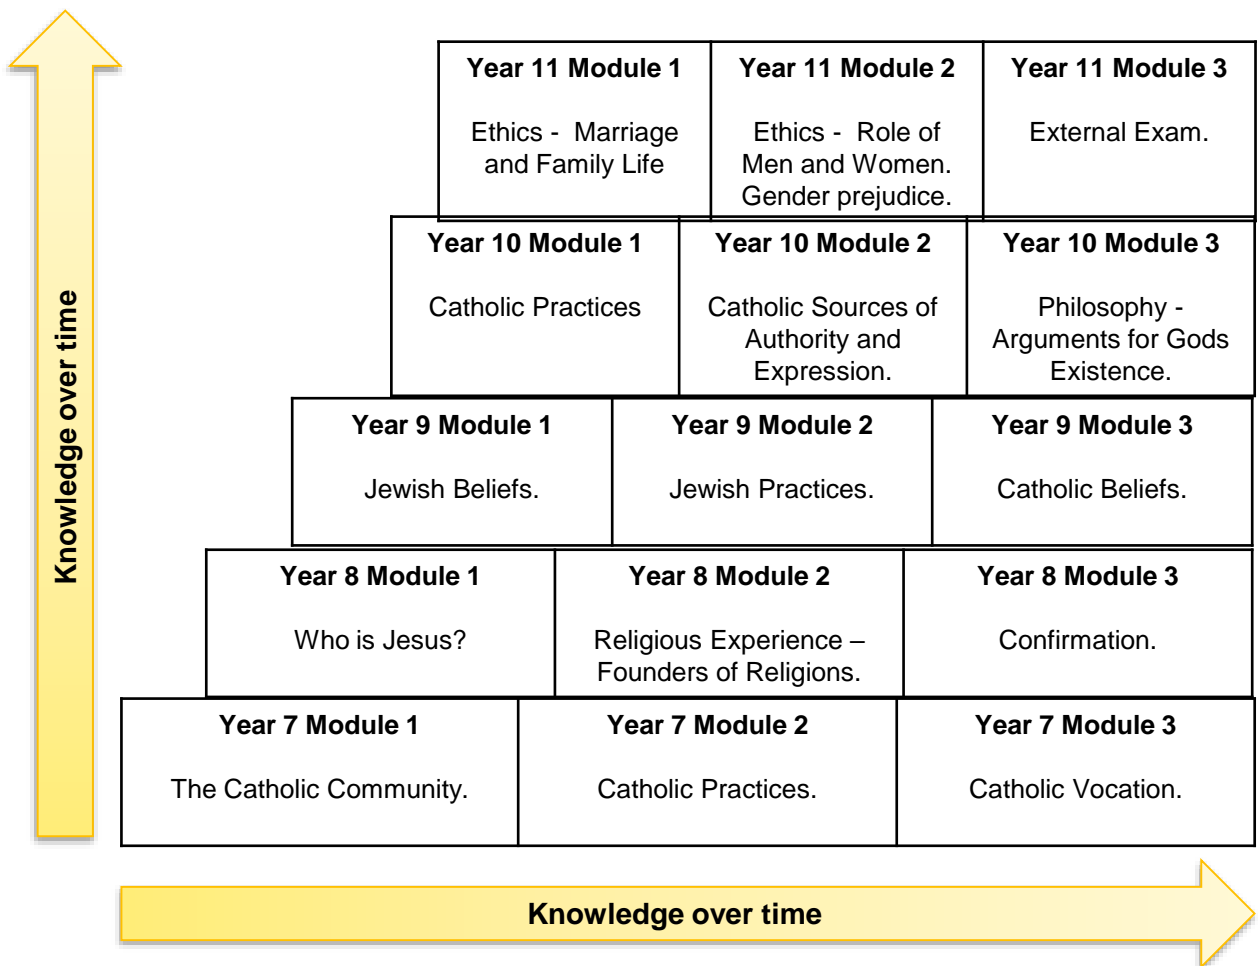 Knowledge over time
Year 11 Module 1
Ethics -  Marriage
and Family Life
Year 11 Module 2
Ethics -  Role of
Men and Women.
Gender prejudice.
Year 11 Module 3
External Exam.
Year 10 Module 1
Catholic Practices
Year 10 Module 2
Catholic Sources of
Authority and
Expression.
Year 10 Module 3
Philosophy -
Arguments for Gods
Existence.
Year 9 Module 1
Jewish Beliefs.
Year 9 Module 2
Jewish Practices.
Year 9 Module 3
Catholic Beliefs.
Year 8 Module 1
Who is Jesus?
Year 8 Module 2
Religious Experience –
Founders of Religions.
Year 8 Module 3
Confirmation.
Year 7 Module 1
The Catholic Community.
Year 7 Module 2
Catholic Practices.
Year 7 Module 3
Catholic Vocation.
Knowledge over time